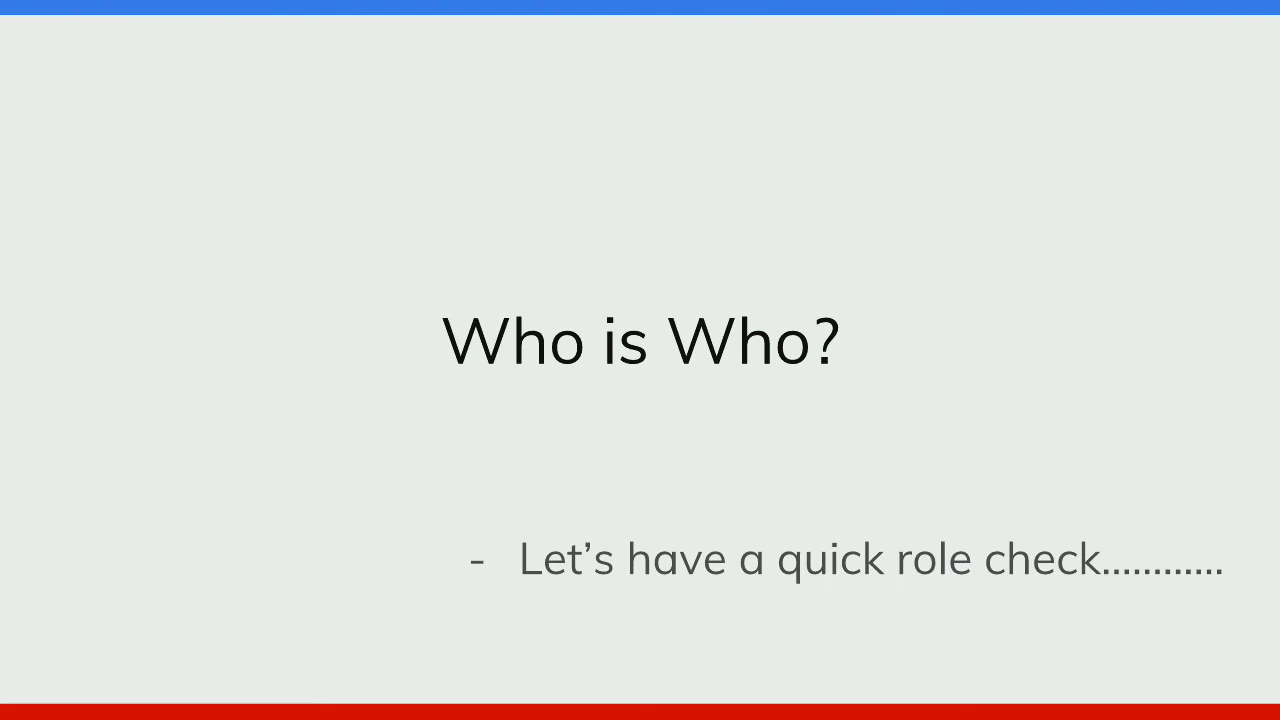 Who is Who?
- Let’s have a quick role check............